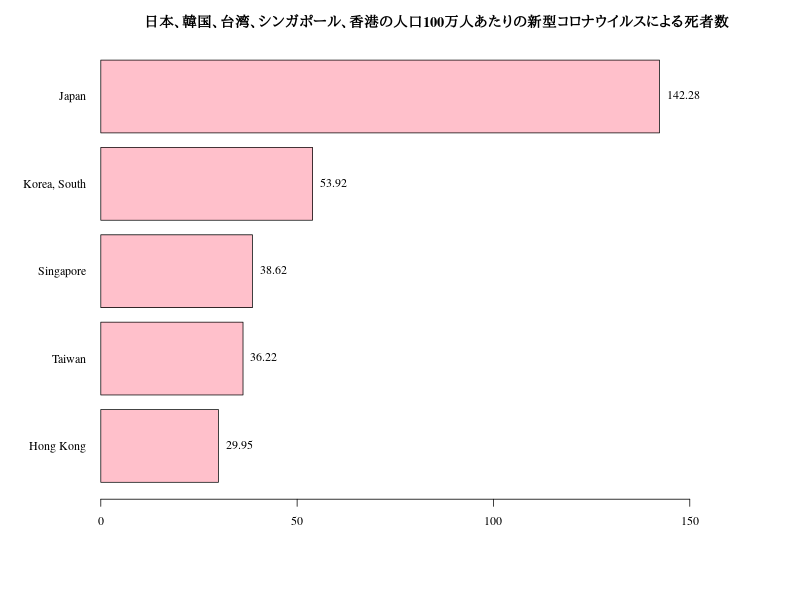 日本、韓国、台湾、シンガポール、香港の人口100万人あたりの新型コロナウイルスによる死者数
Japan
142.28
Korea, South
53.92
Singapore
38.62
Taiwan
36.22
Hong Kong
29.95
0
50
100
150